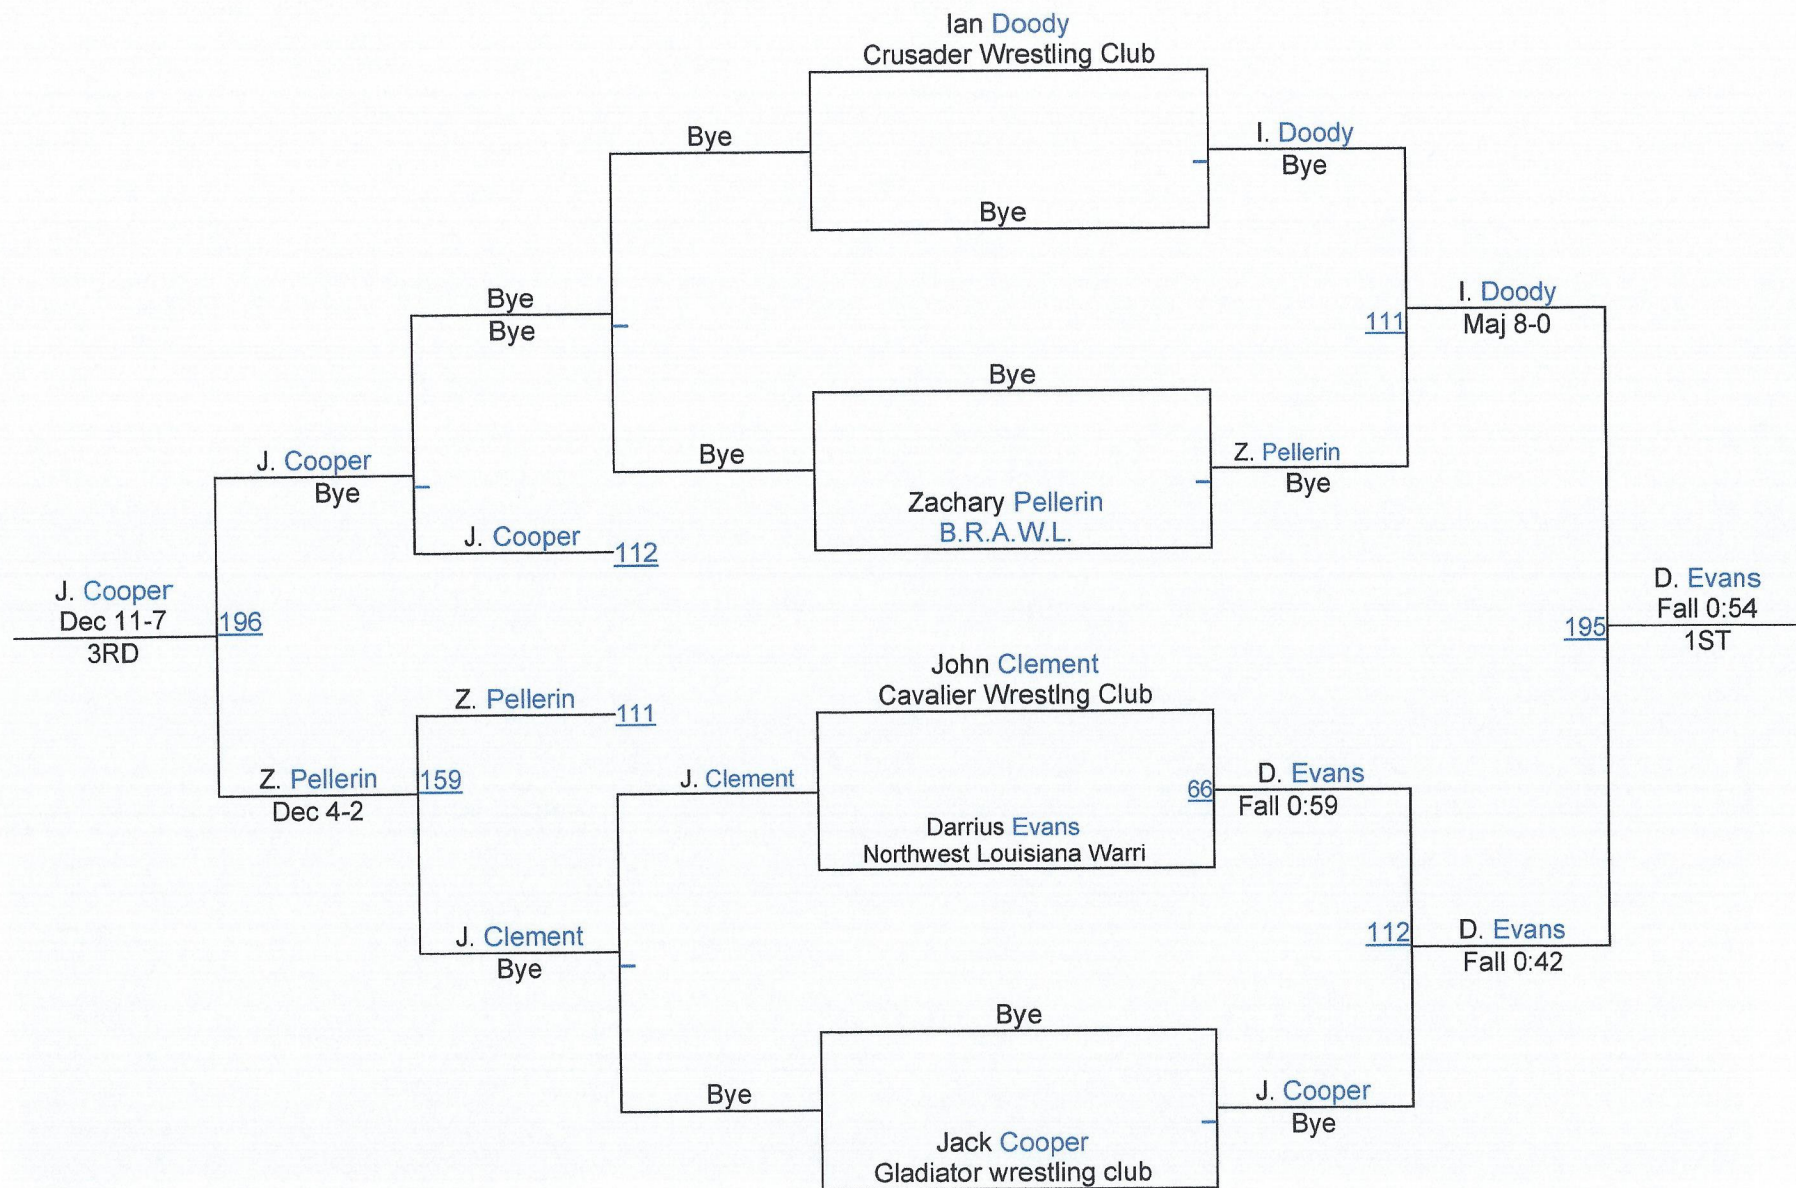 Ian Doody
Crusader Wrestling Club
Bye
I. Doody
Bye
Bye
Bye
Bye
I. Doody
111
Maj 8-0
Bye
Bye
Z. Pellerin
Bye
J. Cooper
Bye
Zachary Pellerin
B.R.A.W.L.
J. Cooper
112
J. Cooper
Dec 11-7
196
3RD
D. Evans
Fall 0:54
195
1ST
John Clement
Cavalier Wrestlng Club
Z. Pellerin
111
Z. Pellerin
159
Dec 4-2
J. Clement
66
D. Evans
Fall 0:59
Darrius Evans
Northwest Louisiana Warri
J. Clement
Bye
112
D. Evans
Fall 0:42
Bye
Bye
J. Cooper
Bye
Jack Cooper
Gladiator wrestling club